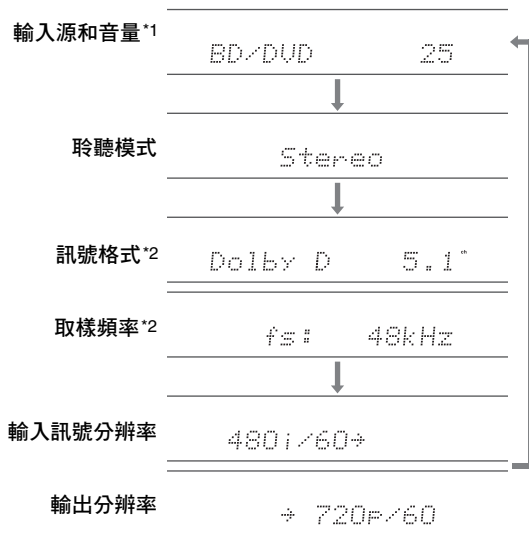 輸入源和音量*1
BD/DVD 25
聆聽模式
Stereo
訊號格式*2
Dolby D 5.1ch
取樣頻率*2
fs: 48kHz
輸入訊號分辨率
480i/60→
輸出分辨率
→ 720p/60